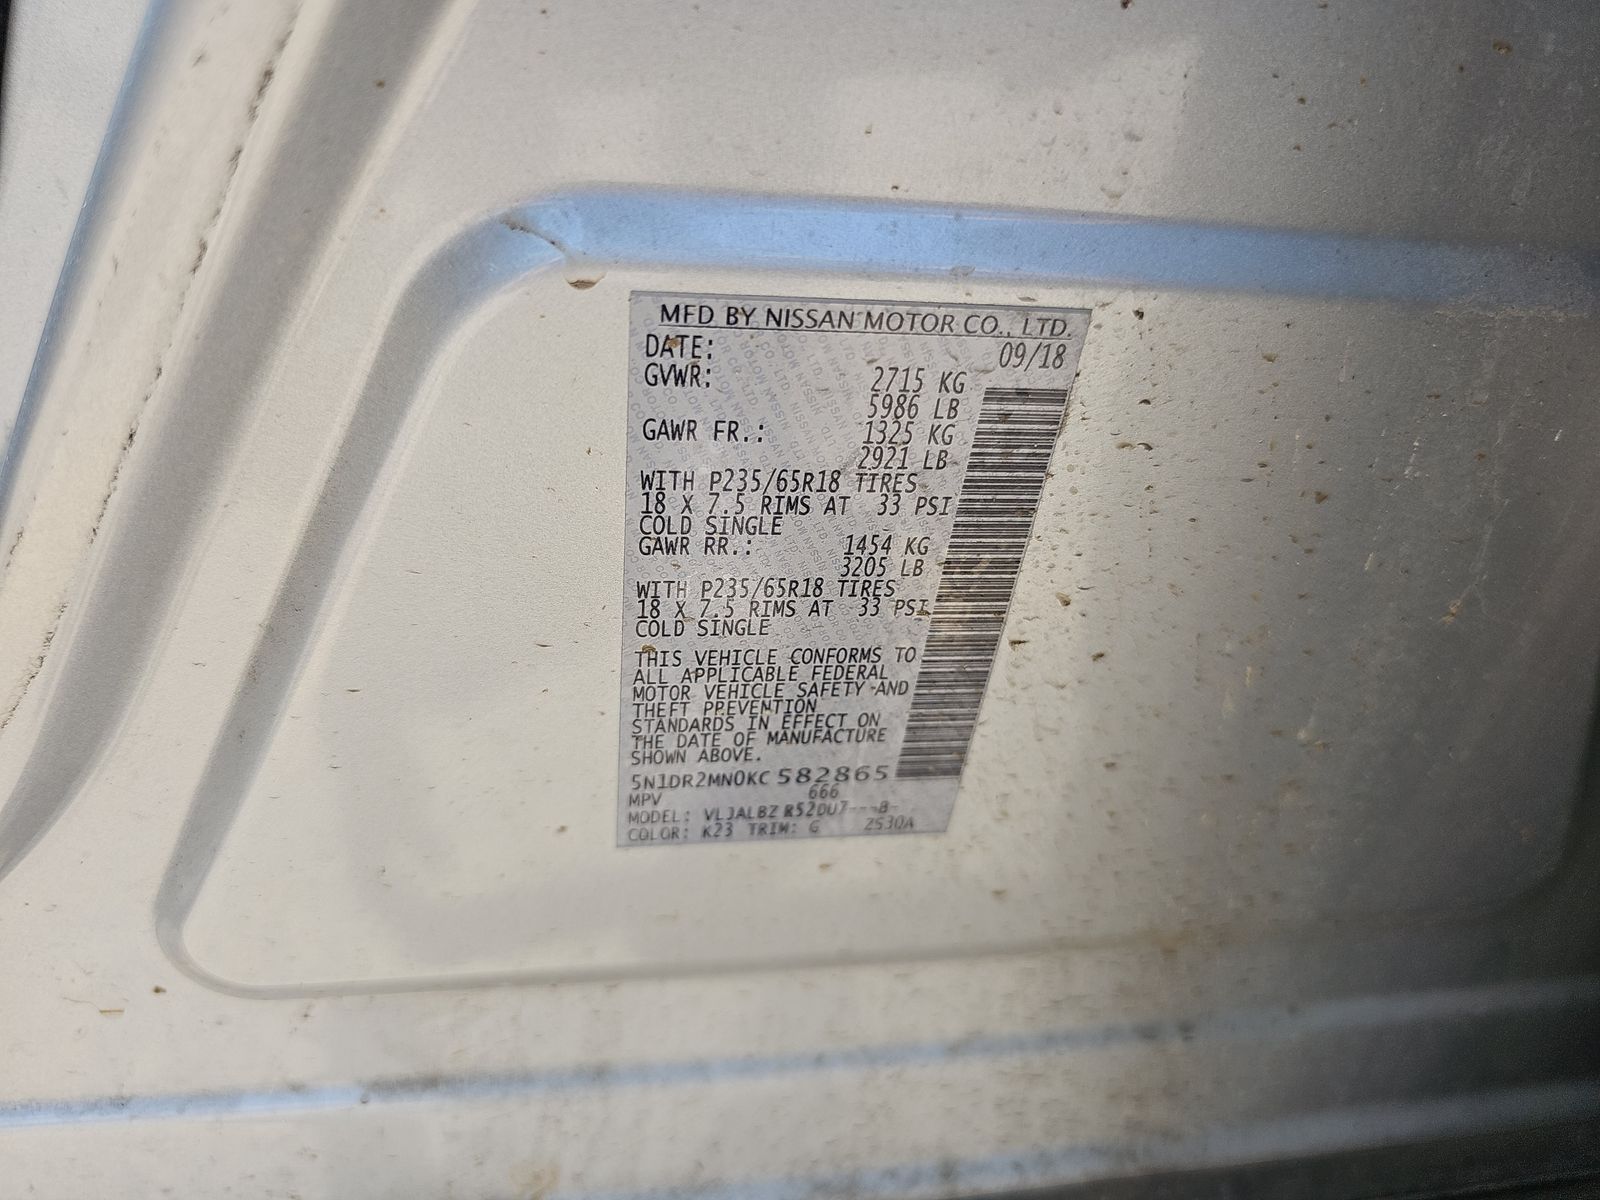 MFD BY NISSAN MOTOR CO., LTD.
DATE: 09/18
GVWR: 2715 KG
5986 LB
GAWR FR.: 1325 KG
2921 LB
WITH P235/65R18 TIRES
18 X 7.5 RIMS AT 33 PSI
COLD SINGLE
GAWR RR.: 1454 KG
3205 LB
WITH P235/65R18 TIRES
18 X 7.5 RIMS AT 33 PSI
COLD SINGLE
THIS VEHICLE CONFORMS TO
ALL APPLICABLE FEDERAL
MOTOR VEHICLE SAFETY AND
THEFT PREVENTION
STANDARDS IN EFFECT ON
THE DATE OF MANUFACTURE
SHOWN ABOVE.
5N1DR2MN0KC582865
MPV 666
MODEL:
COLOR: K23 TRIM: G